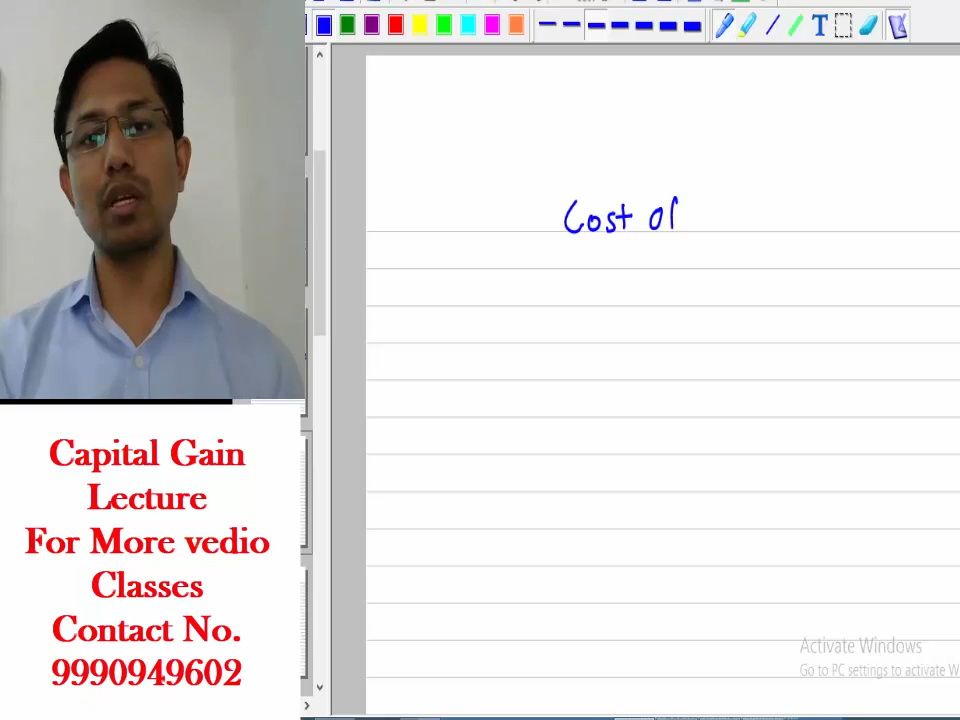 Cost of
Capital Gain
Lecture
For More vedio
Classes
Contact No.
9990949602
Activate Windows
Go to PC settings to activate W